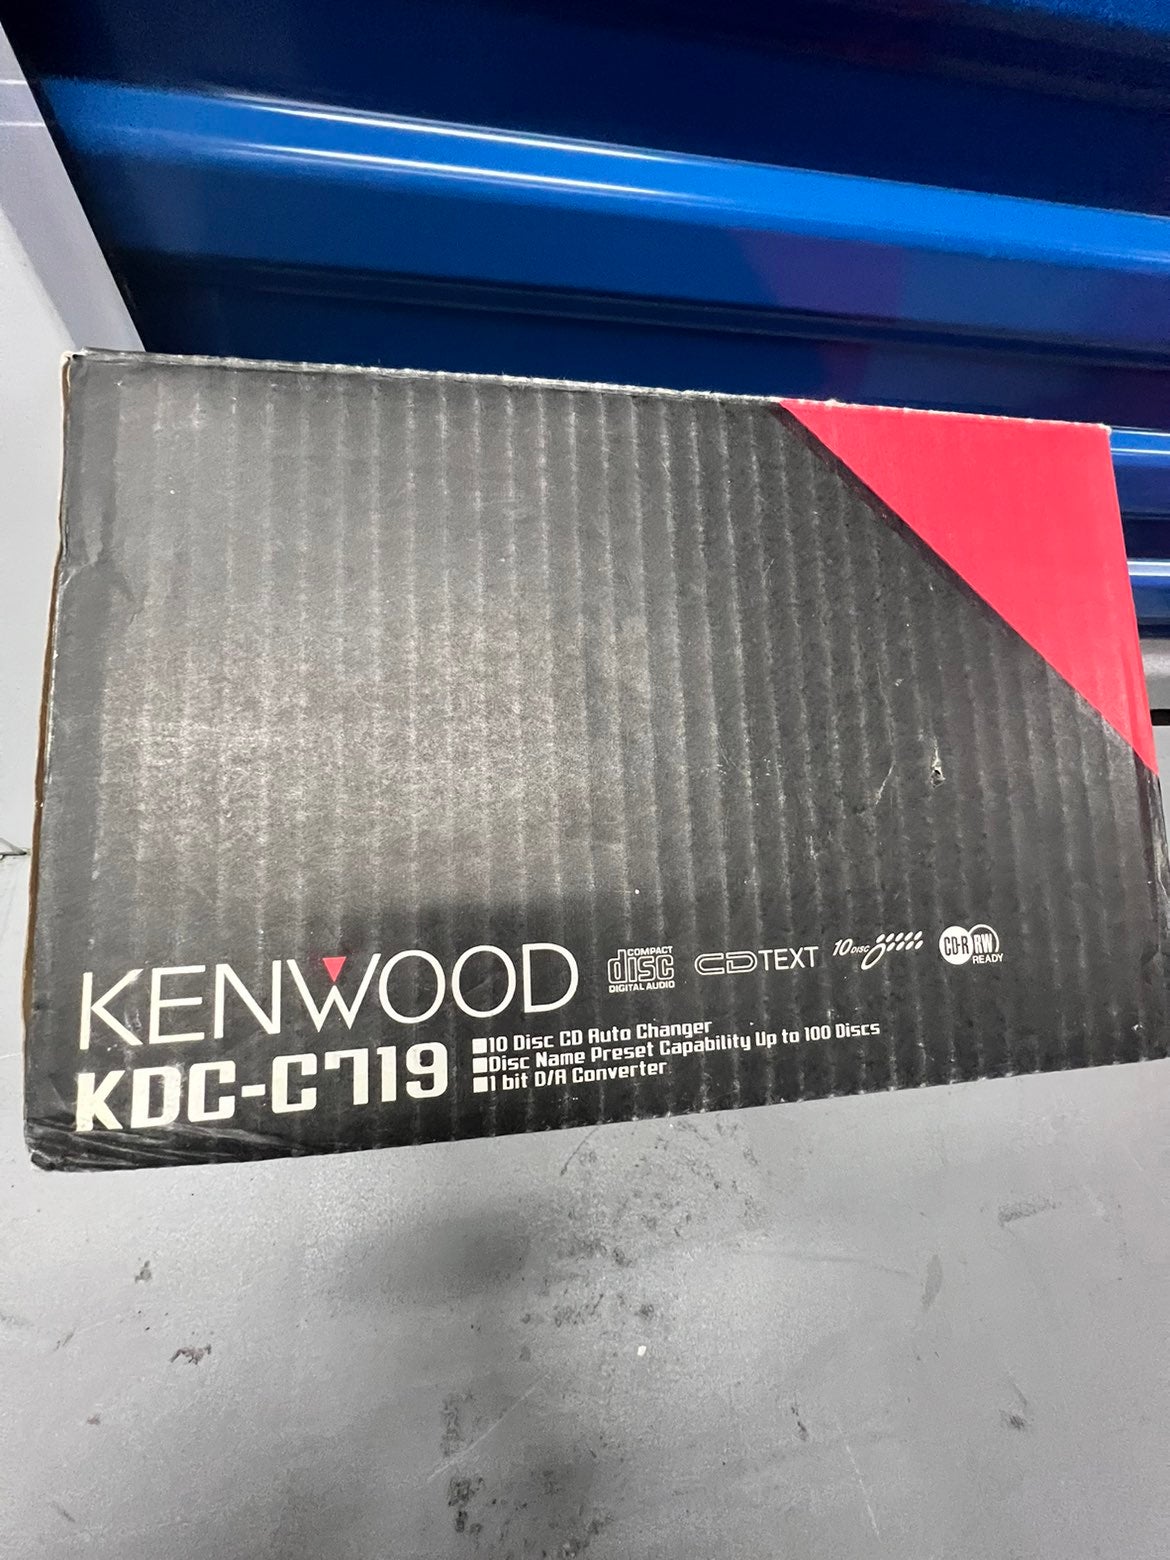 KENWOOD
COMPACT
disc
DIGITAL AUDIO
CD TEXT
10 DISC
CD-R RW
READY
KDC-C719
■10 Disc CD Auto Changer
■Disc Name Preset Capability Up to 100 Discs
■1 bit D/A Converter